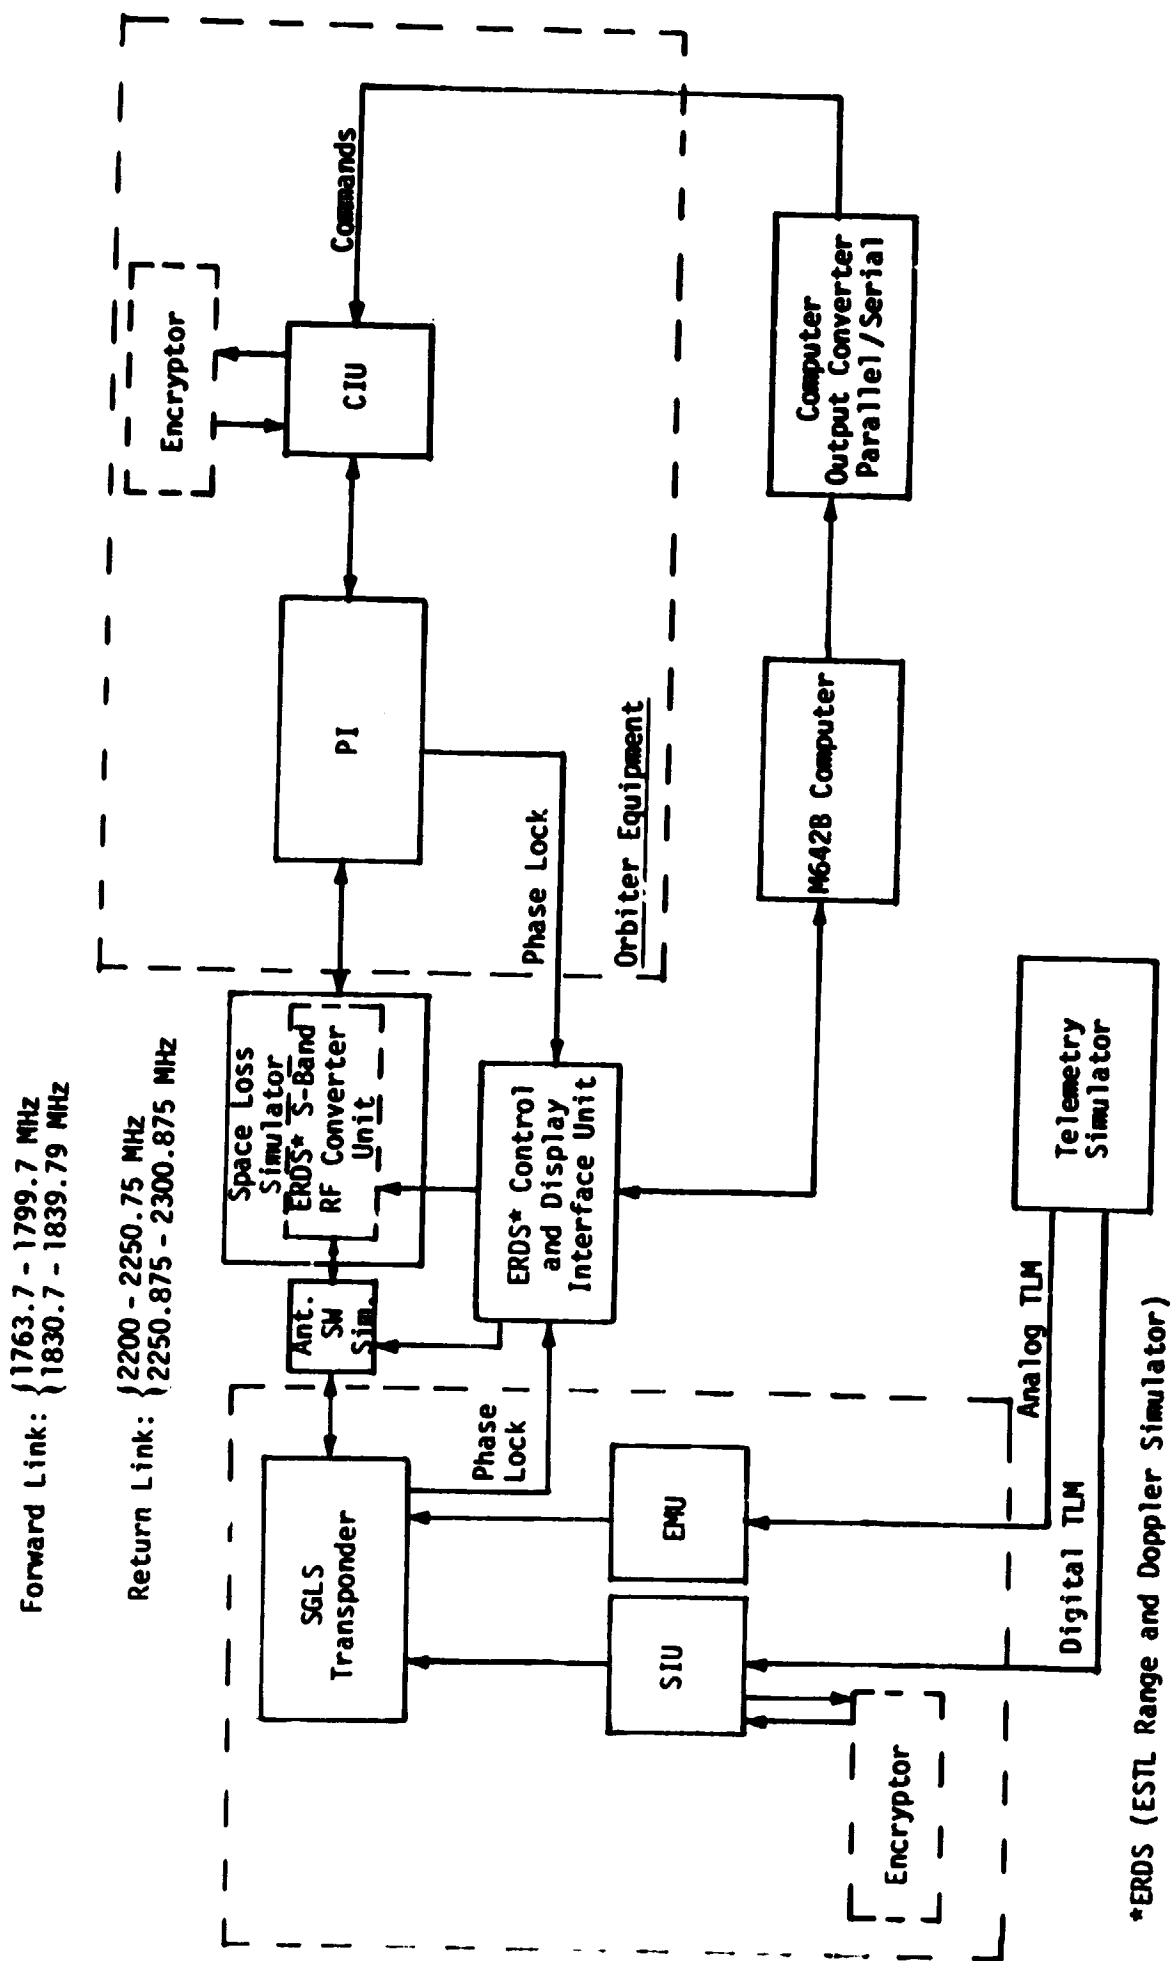 Forward Link: {1763.7 - 1799.7 MHz
{1830.7 - 1839.79 MHz
Return Link: {2200 - 2250.75 MHz
{2250.875 - 2300.875 MHz
SGLS
Transponder
Ant.
SW
Sim.
Space Loss
Simulator
ERDS* S-Band
RF Converter
Unit
PI
CIU
Encryptor
Commands
Phase
Lock
Phase Lock
ERDS* Control
and Display
Interface Unit
Orbiter Equipment
SIU
EMU
Encryptor
M642B Computer
Computer
Output Converter
Parallel/Serial
Digital TLM
Analog TLM
Telemetry
Simulator
*ERDS (ESTL Range and Doppler Simulator)